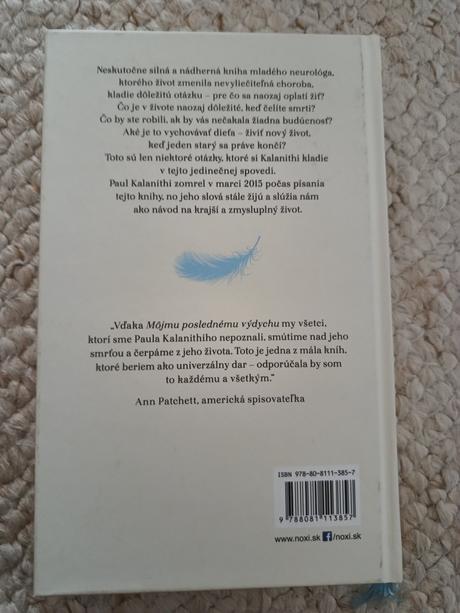 Neskutočne silná a nádherná kniha mladého neurológa,
ktorého život zmenila nevyliečiteľná choroba,
kladie dôležitú otázku – pre čo sa naozaj oplatí žiť?
Čo je v živote naozaj dôležité, keď čelíte smrti?
Čo by ste robili, ak by vás nečakala žiadna budúcnosť?
Aké je to vychovávať dieťa – živiť nový život,
keď jeden starý sa práve končí?
Toto sú len niektoré otázky, ktoré si Kalanithi kladie
v tejto jedinečnej spovedi.
Paul Kalanithi zomrel v marci 2015 počas písania
tejto knihy, no jeho slová stále žijú a slúžia nám
ako návod na krajší a zmysluplný život.
„Vďaka Môjmu poslednému výdychu my všetci,
ktorí sme Paula Kalanithiho nepoznali, smútime nad jeho
smrťou a čerpáme z jeho života. Toto je jedna z mála kníh,
ktoré beriem ako univerzálny dar – odporúčala by som
to každému a všetkým.“
Ann Patchett, americká spisovateľka
ISBN 978-80-8111-385-7
9 788081 113857
www.noxi.sk f/noxi.sk